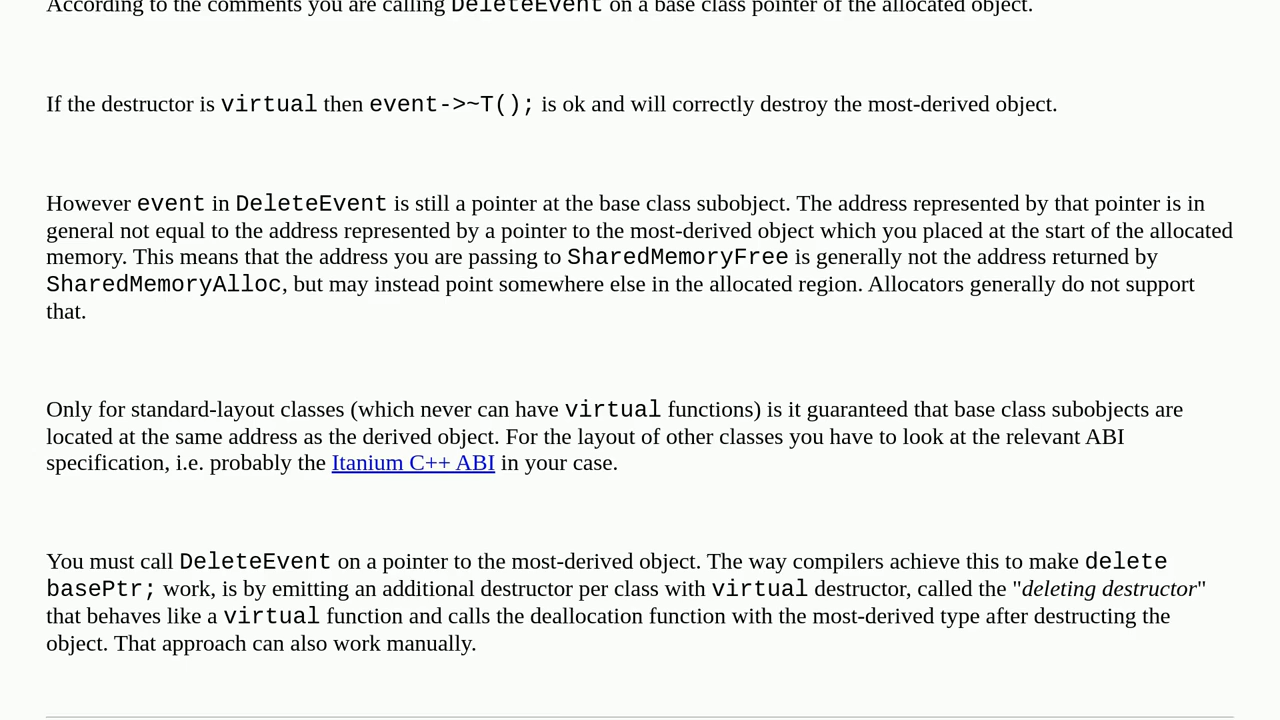 According to the comments you are calling DeleteEvent on a base class pointer of the allocated object.
If the destructor is virtual then event->~T(); is ok and will correctly destroy the most-derived object.
However event in DeleteEvent is still a pointer at the base class subobject. The address represented by that pointer is in
general not equal to the address represented by a pointer to the most-derived object which you placed at the start of the allocated
memory. This means that the address you are passing to SharedMemoryFree is generally not the address returned by
SharedMemoryAlloc, but may instead point somewhere else in the allocated region. Allocators generally do not support
that.
Only for standard-layout classes (which never can have virtual functions) is it guaranteed that base class subobjects are
located at the same address as the derived object. For the layout of other classes you have to look at the relevant ABI
specification, i.e. probably the Itanium C++ ABI in your case.
You must call DeleteEvent on a pointer to the most-derived object. The way compilers achieve this to make delete
basePtr; work, is by emitting an additional destructor per class with virtual destructor, called the "deleting destructor"
that behaves like a virtual function and calls the deallocation function with the most-derived type after destructing the
object. That approach can also work manually.